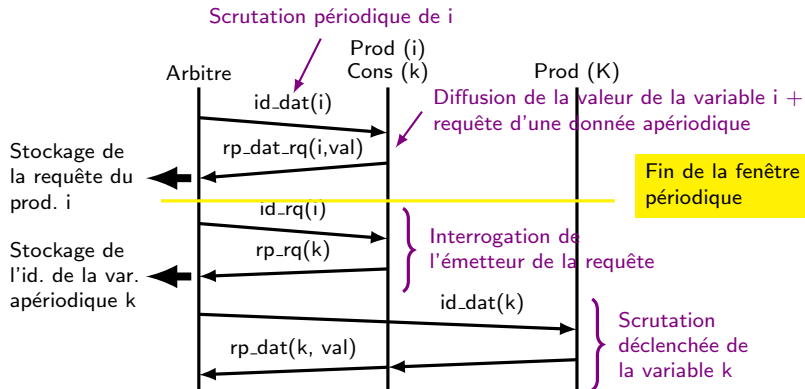 Scrutation périodique de i
Prod (i)
Arbitre
Cons (k)
Prod (K)
id_dat(i)
Diffusion de la valeur de la variable i +
requête d'une donnée apériodique
rp_dat_rq(i,val)
Stockage de
la requête du
prod. i
Fin de la fenêtre
périodique
id_rq(i)
Interrogation de
l'émetteur de la requête
rp_rq(k)
Stockage de
l'id. de la var.
apériodique k
id_dat(k)
Scrutation
déclenchée de
la variable k
rp_dat(k, val)